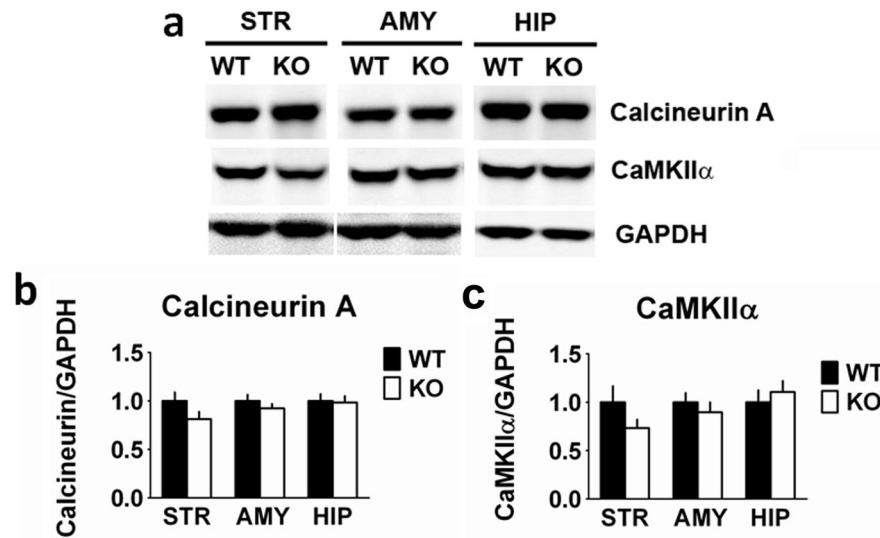 a
STR AMY HIP
WT KO WT KO WT KO
Calcineurin A
CaMKIIα
GAPDH
b
Calcineurin A
Calcineurin/GAPDH
1.5
1.0
0.5
0.0
STR AMY HIP
WT
KO
c
CaMKIIα
CaMKIIα/GAPDH
1.5
1.0
0.5
0.0
STR AMY HIP
WT
KO